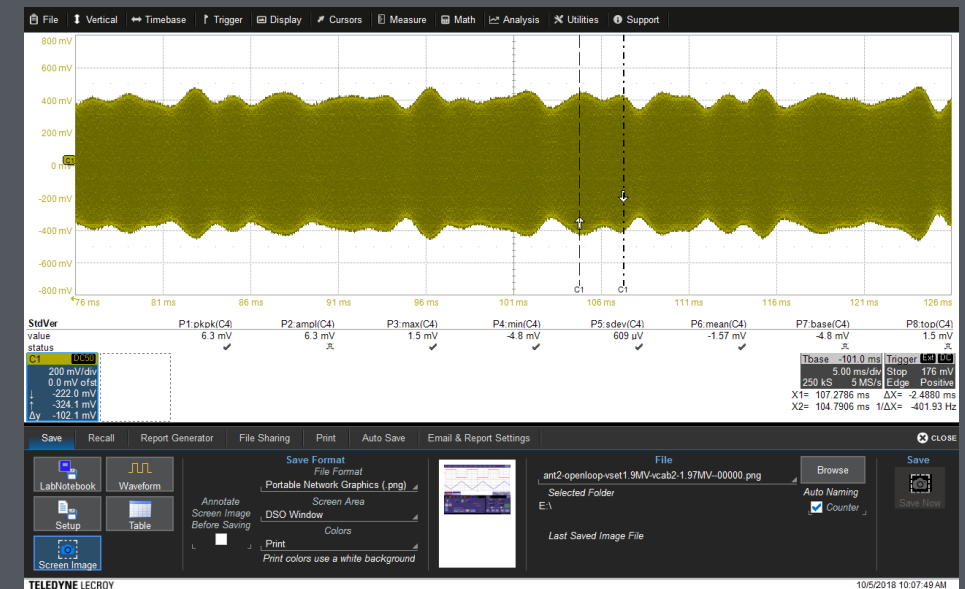 File Vertical Timebase Trigger Display Cursors Measure Math Analysis Utilities Support
800 mV
600 mV
400 mV
200 mV
0 mV
C1
-200 mV
-400 mV
-600 mV
-800 mV
C1 C1
76 ms 81 ms 86 ms 91 ms 96 ms 101 ms 106 ms 111 ms 116 ms 121 ms 126 ms
StdVer P1:pkpk(C4) P2:ampl(C4) P3:max(C4) P4:min(C4) P5:sdev(C4) P6:mean(C4) P7:base(C4) P8:top(C4)
value 6.3 mV 6.3 mV 1.5 mV -4.8 mV 609 µV -1.57 mV -4.8 mV 1.5 mV
status
C1 DC50
200 mV/div
0.0 mV ofst
↓ -222.0 mV
↑ -324.1 mV
Δy -102.1 mV
Tbase -101.0 ms Trigger Ext DC
5.00 ms/div Stop 176 mV
250 kS 5 MS/s Edge Positive
X1= 107.2786 ms ΔX= -2.4880 ms
X2= 104.7906 ms 1/ΔX= -401.93 Hz
Save Recall Report Generator File Sharing Print Auto Save Email & Report Settings CLOSE
LabNotebook Waveform
Setup Table
Screen Image
Annotate
Screen Image
Before Saving
Save Format
File Format
Portable Network Graphics (.png)
Screen Area
DSO Window
Colors
Print
Print colors use a white background
File
ant2-openloop-vset1.9MV-vcab2-1.97MV--00000.png
Browse
Selected Folder
E:\
Auto Naming
Counter
Last Saved Image File
Save
Save Now
TELEDYNE LECROY
10/5/2018 10:07:49 AM